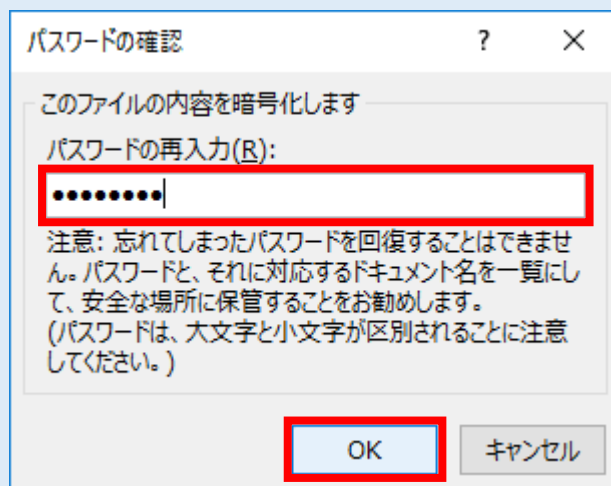 パスワードの確認 ? ×
このファイルの内容を暗号化します
パスワードの再入力(R):
••••••••
注意: 忘れてしまったパスワードを回復することはできませ
ん。パスワードと、それに対応するドキュメント名を一覧にし
て、安全な場所に保管することをお勧めします。
(パスワードは、大文字と小文字が区別されることに注意
してください。)
OK キャンセル